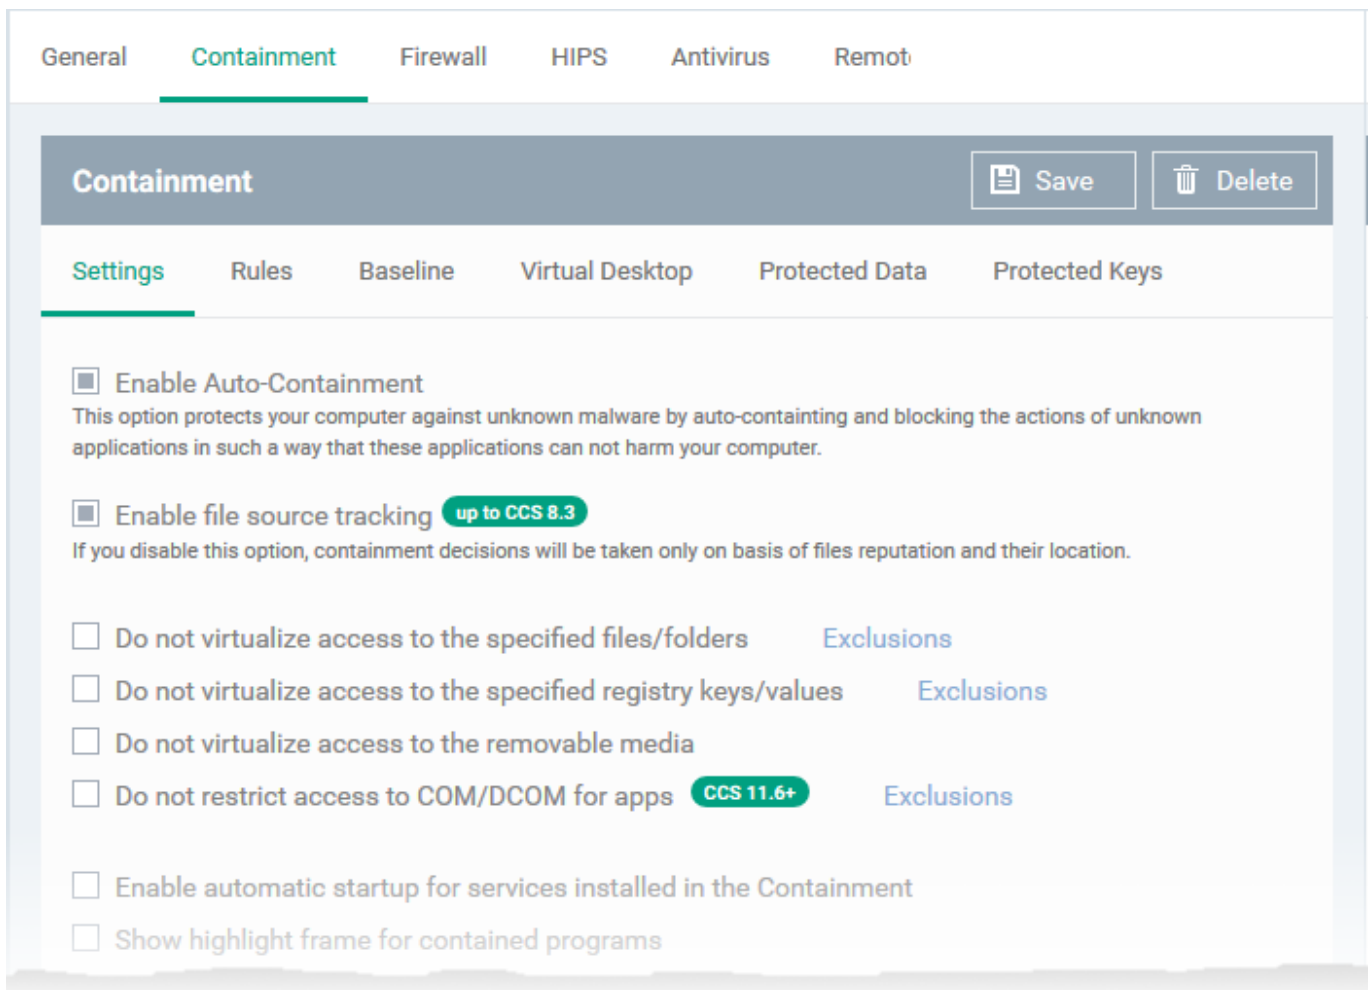 General Containment Firewall HIPS Antivirus Remot
Containment Save Delete
Settings Rules Baseline Virtual Desktop Protected Data Protected Keys
Enable Auto-Containment
This option protects your computer against unknown malware by auto-containting and blocking the actions of unknown
applications in such a way that these applications can not harm your computer.
Enable file source tracking up to CCS 8.3
If you disable this option, containment decisions will be taken only on basis of files reputation and their location.
Do not virtualize access to the specified files/folders Exclusions
Do not virtualize access to the specified registry keys/values Exclusions
Do not virtualize access to the removable media
Do not restrict access to COM/DCOM for apps CCS 11.6+ Exclusions
Enable automatic startup for services installed in the Containment
Show highlight frame for contained programs